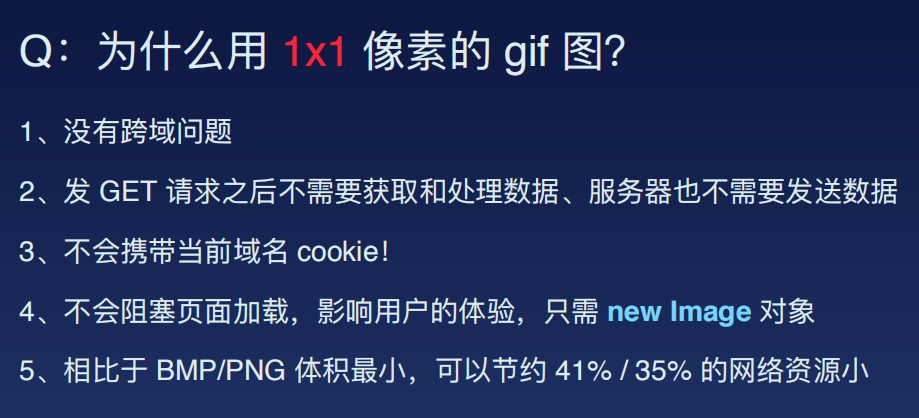 Q：为什么用 1x1 像素的 gif 图？
1、没有跨域问题
2、发 GET 请求之后不需要获取和处理数据、服务器也不需要发送数据
3、不会携带当前域名 cookie！
4、不会阻塞页面加载，影响用户的体验，只需 new Image 对象
5、相比于 BMP/PNG 体积最小，可以节约 41% / 35% 的网络资源小